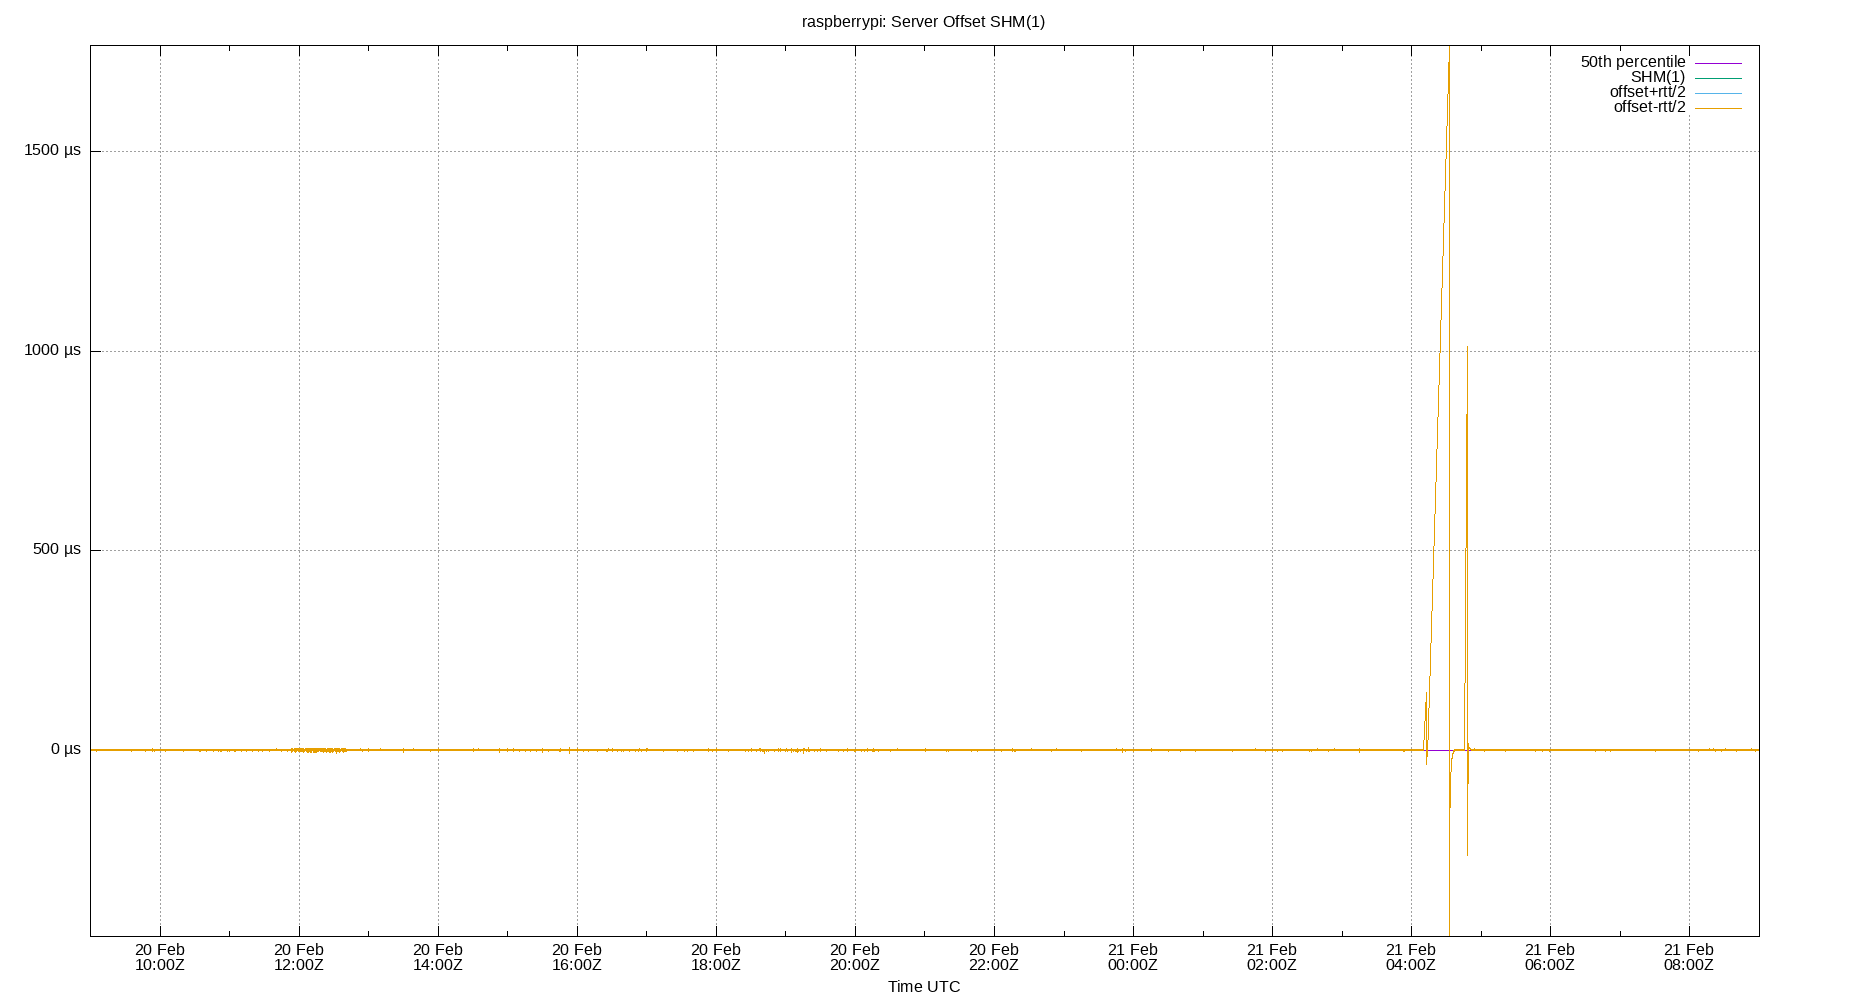 raspberrypi: Server Offset SHM(1)
50th percentile
SHM(1)
offset+rtt/2
offset-rtt/2
1500 µs
1000 µs
500 µs
0 µs
20 Feb 20 Feb 20 Feb 20 Feb 20 Feb 20 Feb 20 Feb 21 Feb 21 Feb 21 Feb 21 Feb 21 Feb
10:00Z 12:00Z 14:00Z 16:00Z 18:00Z 20:00Z 22:00Z 00:00Z 02:00Z 04:00Z 06:00Z 08:00Z
Time UTC